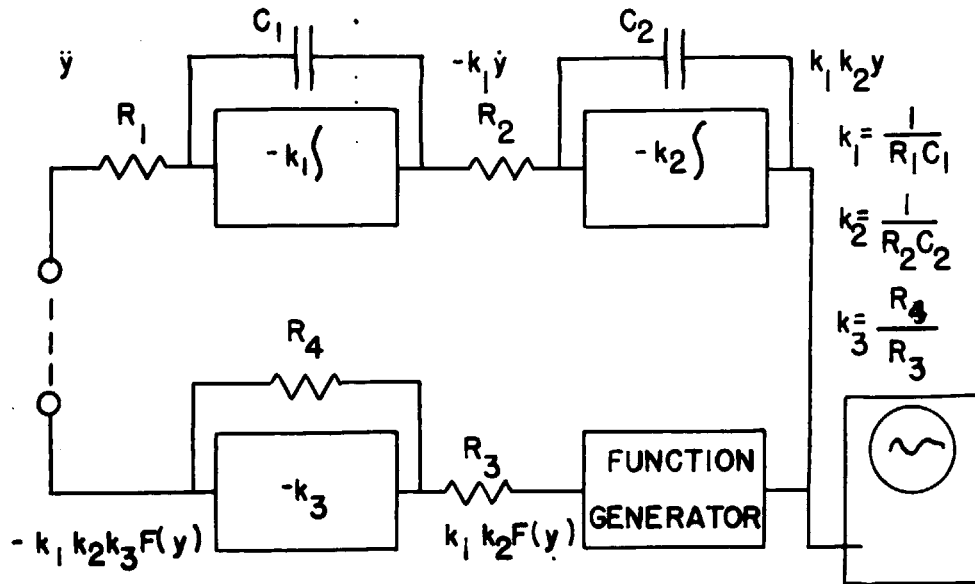 C₁
C₂
ÿ
-k₁ẏ
k₁k₂y
R₁
R₂
-k₁∫
-k₂∫
k₁=1/R₁C₁
k₂=1/R₂C₂
k₃=R₄/R₃
R₄
R₃
-k₃
FUNCTION
GENERATOR
-k₁k₂k₃F(y)
k₁k₂F(y)